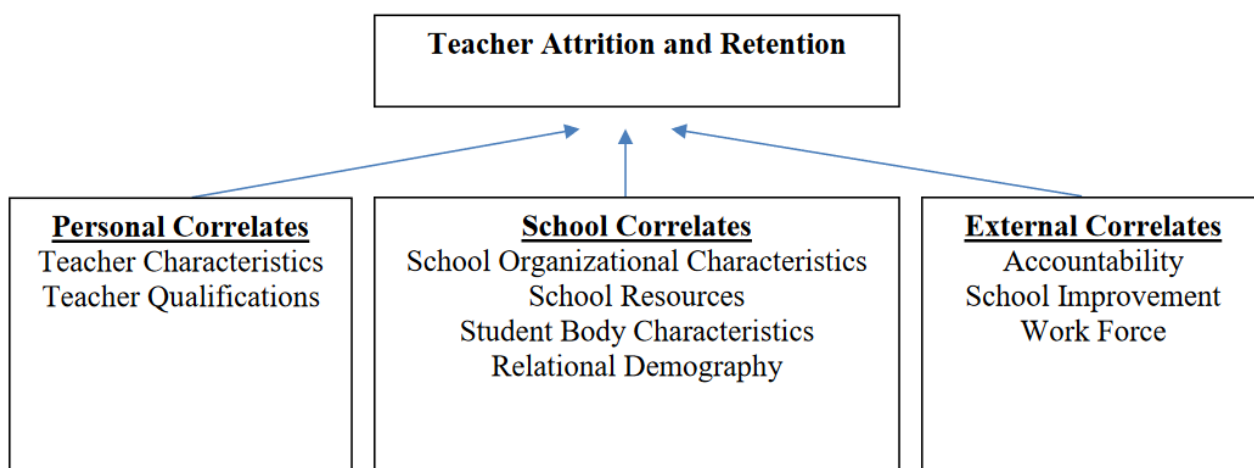 Teacher Attrition and Retention
Personal Correlates
Teacher Characteristics
Teacher Qualifications
School Correlates
School Organizational Characteristics
School Resources
Student Body Characteristics
Relational Demography
External Correlates
Accountability
School Improvement
Work Force